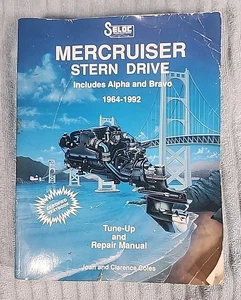 SELOC
MERCRUISER
STERN DRIVE
Includes Alpha and Bravo
1964-1992
Tune-Up
and
Repair Manual
Joan and Clarence Coles